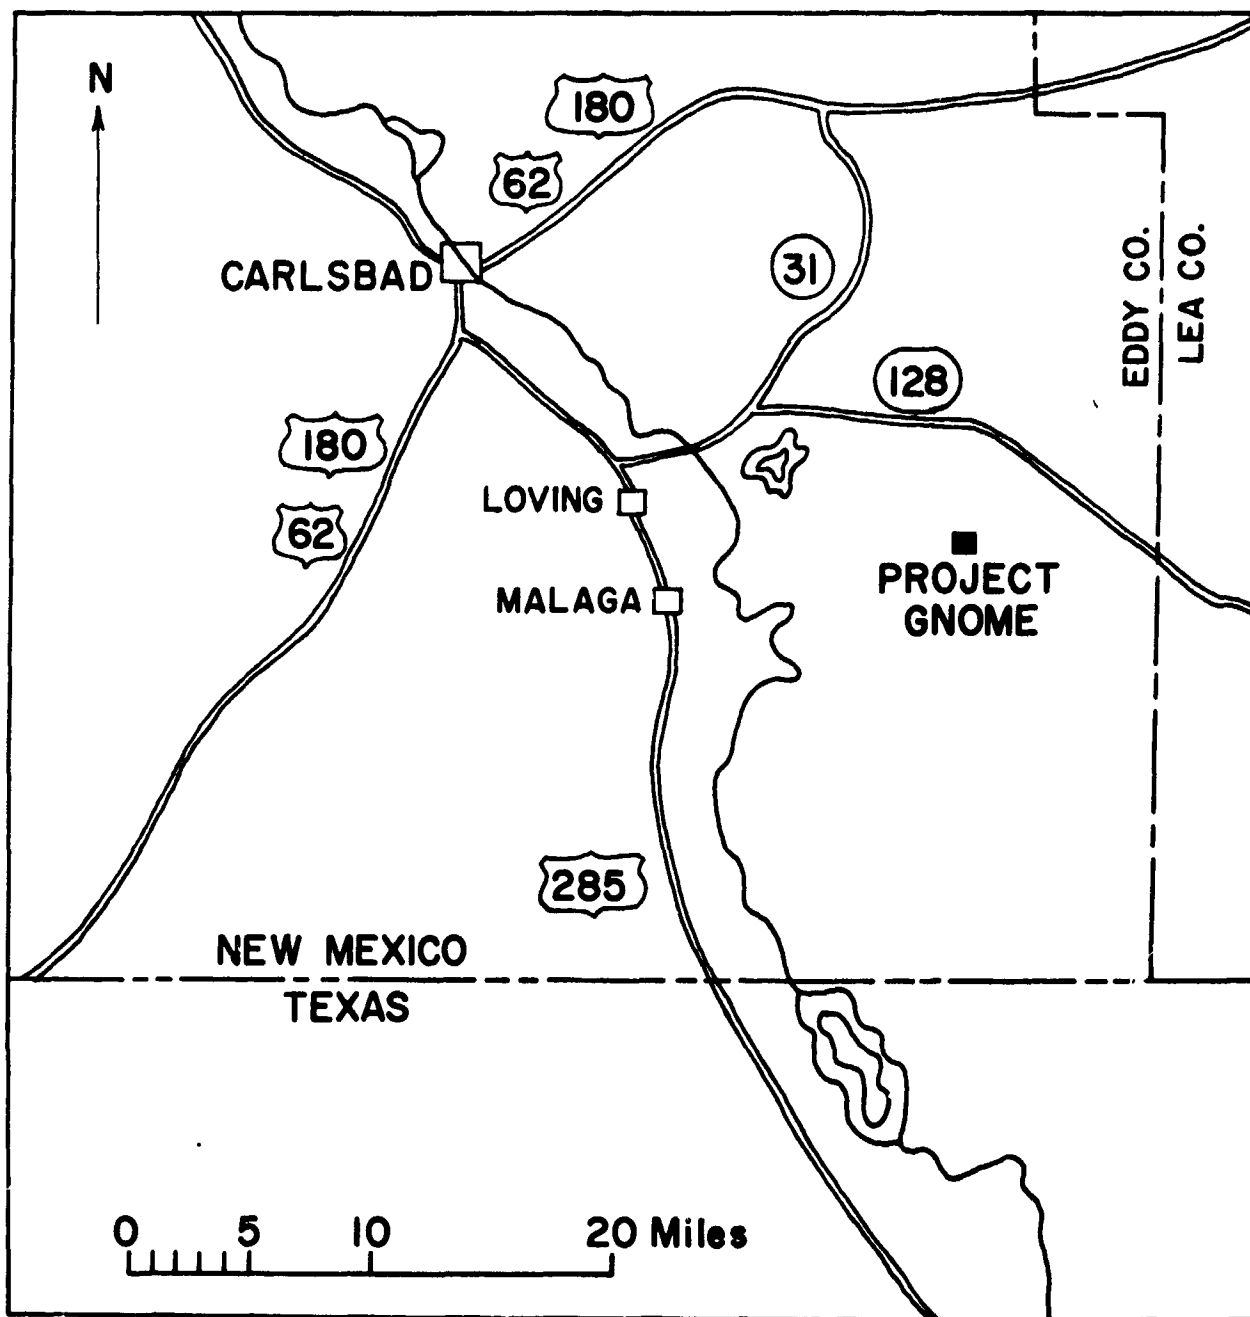 N
180
62
CARLSBAD
31
EDDY CO.
LEA CO.
128
180
62
LOVING
MALAGA
PROJECT
GNOME
285
NEW MEXICO
TEXAS
0 5 10 20 Miles